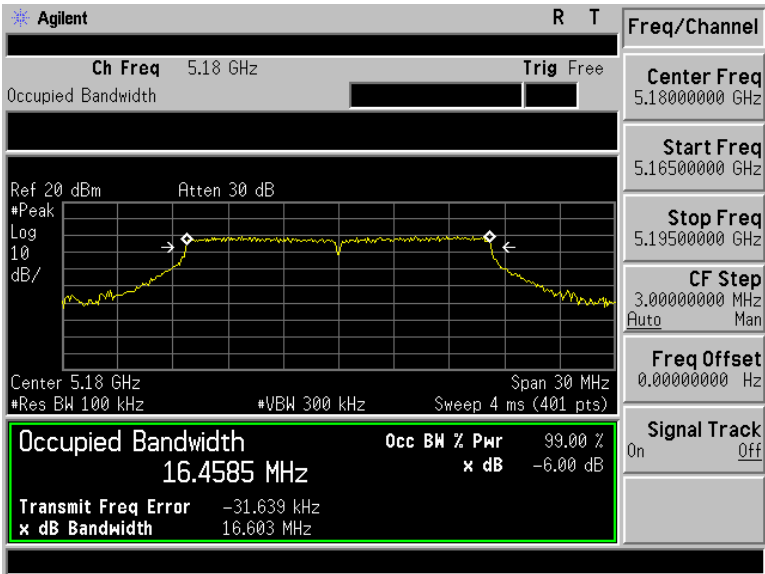 Agilent
R T
Freq/Channel
Ch Freq 5.18 GHz
Trig Free
Occupied Bandwidth
Center Freq
5.18000000 GHz
Start Freq
5.16500000 GHz
Stop Freq
5.19500000 GHz
CF Step
3.00000000 MHz
Auto Man
Freq Offset
0.00000000 Hz
Signal Track
On Off
Ref 20 dBm Atten 30 dB
#Peak
Log
10
dB/
Center 5.18 GHz Span 30 MHz
#Res BW 100 kHz #VBW 300 kHz Sweep 4 ms (401 pts)
Occupied Bandwidth
16.4585 MHz
Occ BW % Pwr 99.00 %
x dB -6.00 dB
Transmit Freq Error -31.639 kHz
x dB Bandwidth 16.603 MHz